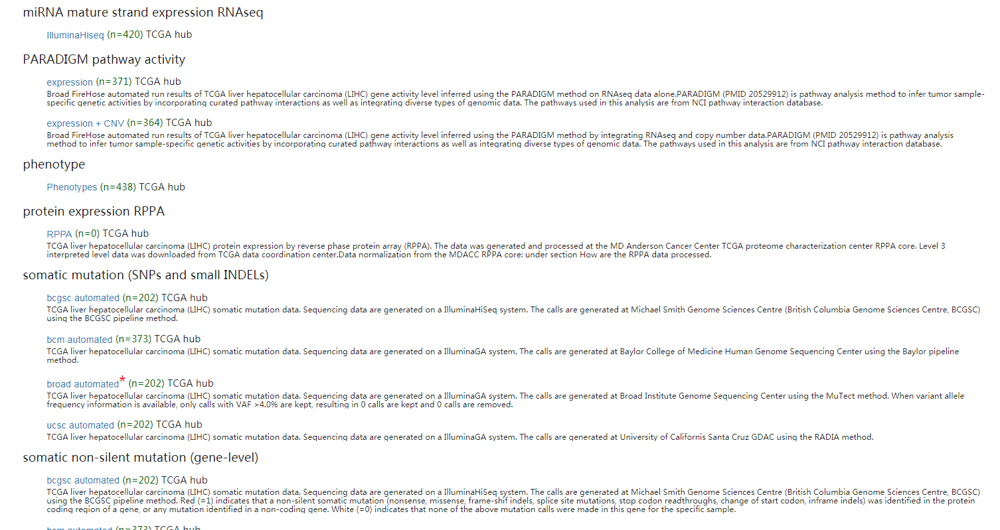 miRNA mature strand expression RNAseq
IlluminaHiseq (n=420) TCGA hub
PARADIGM pathway activity
expression (n=371) TCGA hub
Broad FireHose automated run results of TCGA liver hepatocellular carcinoma (LIHC) gene activity level inferred using the PARADIGM method on RNAseq data alone.PARADIGM (PMID 20529912) is pathway analysis method to infer tumor sample-
specific genetic activities by incorporating curated pathway interactions as well as integrating diverse types of genomic data. The pathways used in this analysis are from NCI pathway interaction database.
expression + CNV (n=364) TCGA hub
Broad FireHose automated run results of TCGA liver hepatocellular carcinoma (LIHC) gene activity level inferred using the PARADIGM method by integrating RNAseq and copy number data.PARADIGM (PMID 20529912) is pathway analysis
method to infer tumor sample-specific genetic activities by incorporating curated pathway interactions as well as integrating diverse types of genomic data. The pathways used in this analysis are from NCI pathway interaction database.
phenotype
Phenotypes (n=438) TCGA hub
protein expression RPPA
RPPA (n=0) TCGA hub
TCGA liver hepatocellular carcinoma (LIHC) protein expression by reverse phase protein array (RPPA). The data was generated and processed at the MD Anderson Cancer Center TCGA proteome characterization center RPPA core. Level 3
interpreted level data was downloaded from TCGA data coordination center.Data normalization from the MDACC RPPA core: under section How are the RPPA data processed.
somatic mutation (SNPs and small INDELs)
bcgsc automated (n=202) TCGA hub
TCGA liver hepatocellular carcinoma (LIHC) somatic mutation data. Sequencing data are generated on a IlluminaHiSeq system. The calls are generated at Michael Smith Genome Sciences Centre (British Columbia Genome Sciences Centre, BCGSC)
using the BCGSC pipeline method.
bcm automated (n=373) TCGA hub
TCGA liver hepatocellular carcinoma (LIHC) somatic mutation data. Sequencing data are generated on a IlluminaGA system. The calls are generated at Baylor College of Medicine Human Genome Sequencing Center using the Baylor pipeline
method.
broad automated* (n=202) TCGA hub
TCGA liver hepatocellular carcinoma (LIHC) somatic mutation data. Sequencing data are generated on a IlluminaGA system. The calls are generated at Broad Institute Genome Sequencing Center using the MuTect method. When variant allele
frequency information is available, only calls with VAF >4.0% are kept, resulting in 0 calls are kept and 0 calls are removed.
ucsc automated (n=202) TCGA hub
TCGA liver hepatocellular carcinoma (LIHC) somatic mutation data. Sequencing data are generated on a IlluminaGA system. The calls are generated at University of Californis Santa Cruz GDAC using the RADIA method.
somatic non-silent mutation (gene-level)
bcgsc automated (n=202) TCGA hub
TCGA liver hepatocellular carcinoma (LIHC) somatic mutation data. Sequencing data are generated on a IlluminaHiSeq system. The calls are generated at Michael Smith Genome Sciences Centre (British Columbia Genome Sciences Centre, BCGSC)
using the BCGSC pipeline method. Red (=1) indicates that a non-silent somatic mutation (nonsense, missense, frame-shif indels, splice site mutations, stop codon readthroughs, change of start codon, inframe indels) was identified in the protein
coding region of a gene, or any mutation identified in a non-coding gene. White (=0) indicates that none of the above mutation calls were made in this gene for the specific sample.
bcm automated (n=373) TCGA hub